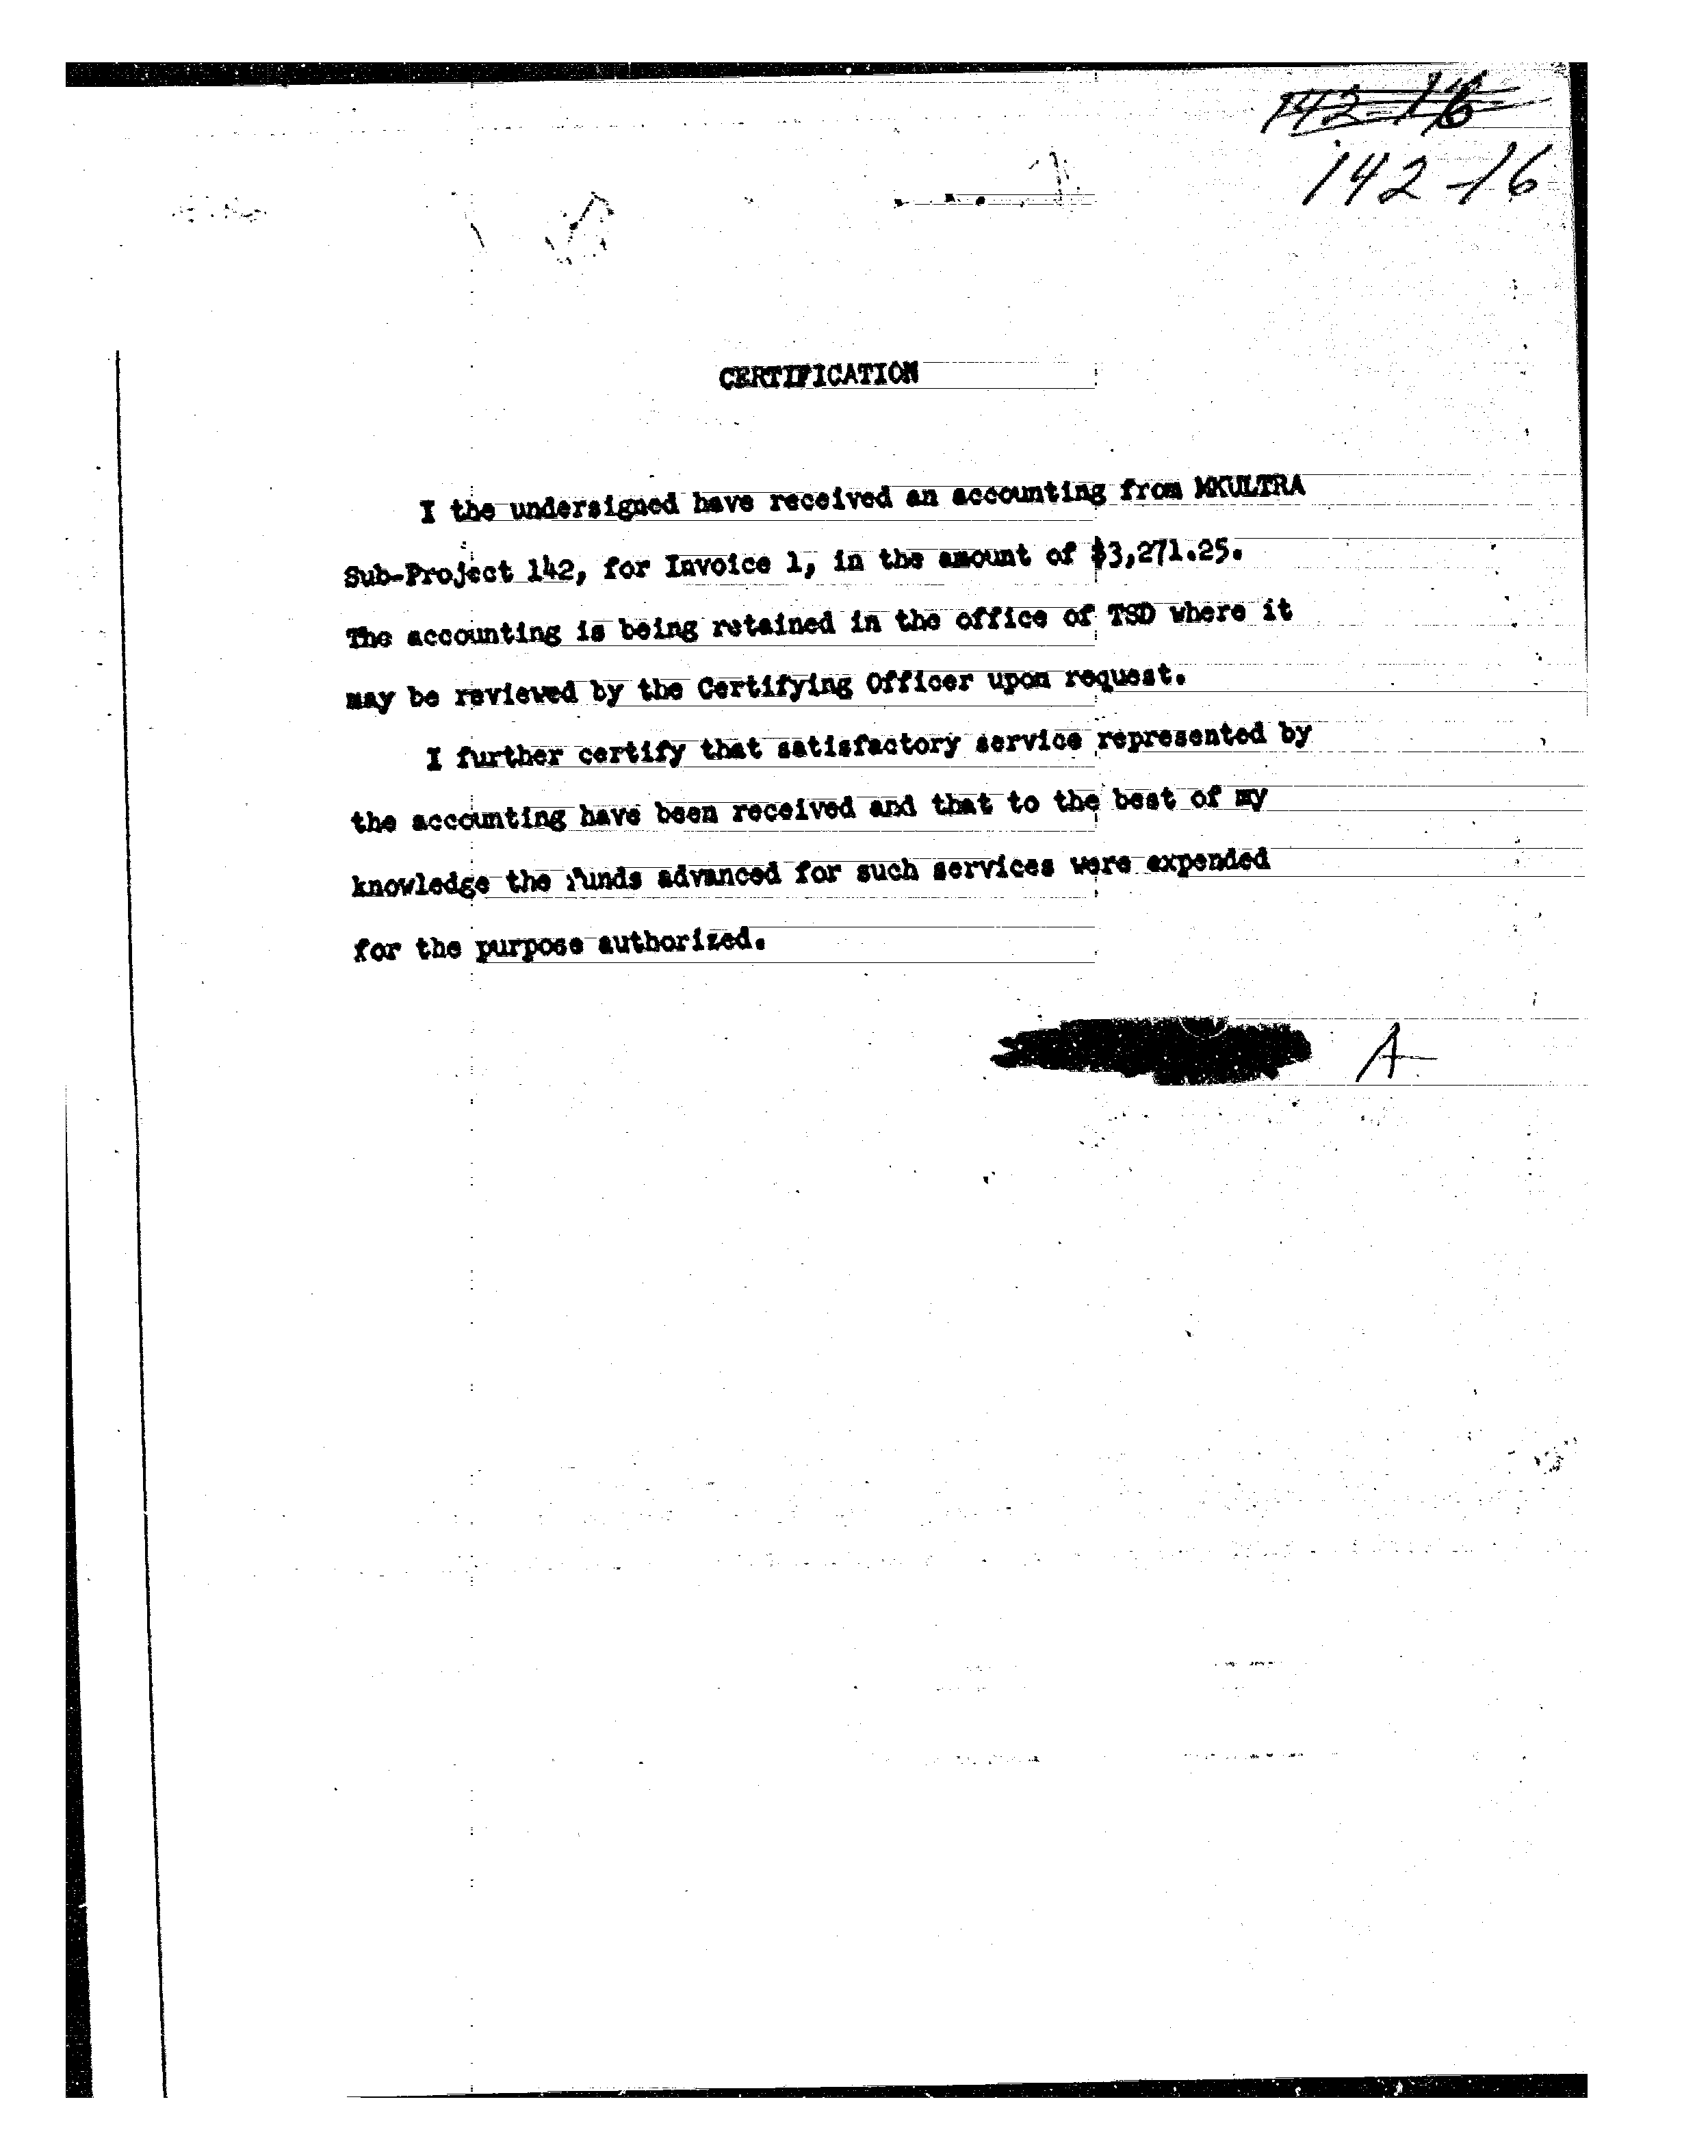 142-16
142-16
CERTIFICATION
I the undersigned have received an accounting from MKULTRA
Sub-Project 142, for Invoice 1, in the amount of $3,271.25.
The accounting is being retained in the office of TSD where it
may be reviewed by the Certifying Officer upon request.
I further certify that satisfactory service represented by
the accounting have been received and that to the best of my
knowledge the funds advanced for such services were expended
for the purpose authorized.
A